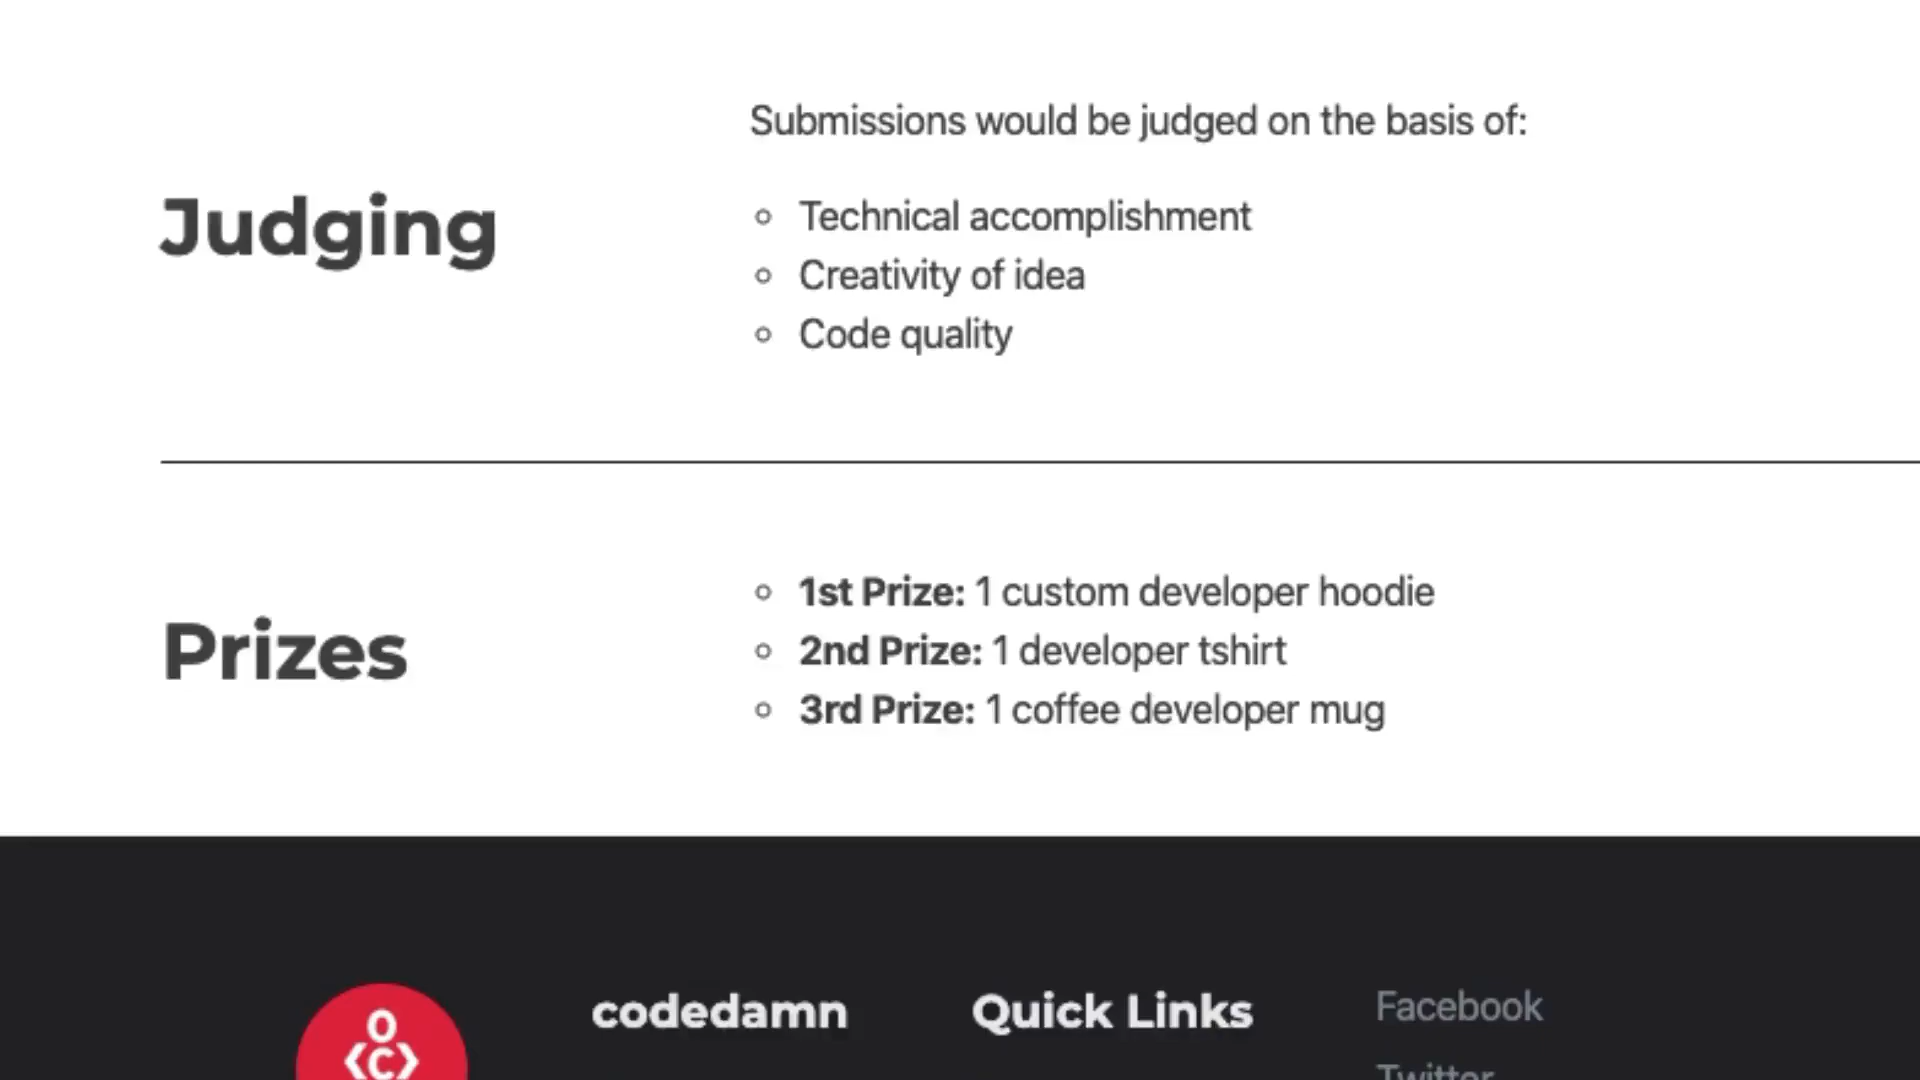 Judging
Submissions would be judged on the basis of:
Technical accomplishment
Creativity of idea
Code quality
Prizes
1st Prize: 1 custom developer hoodie
2nd Prize: 1 developer tshirt
3rd Prize: 1 coffee developer mug
codedamn
Quick Links
Facebook
Twitter